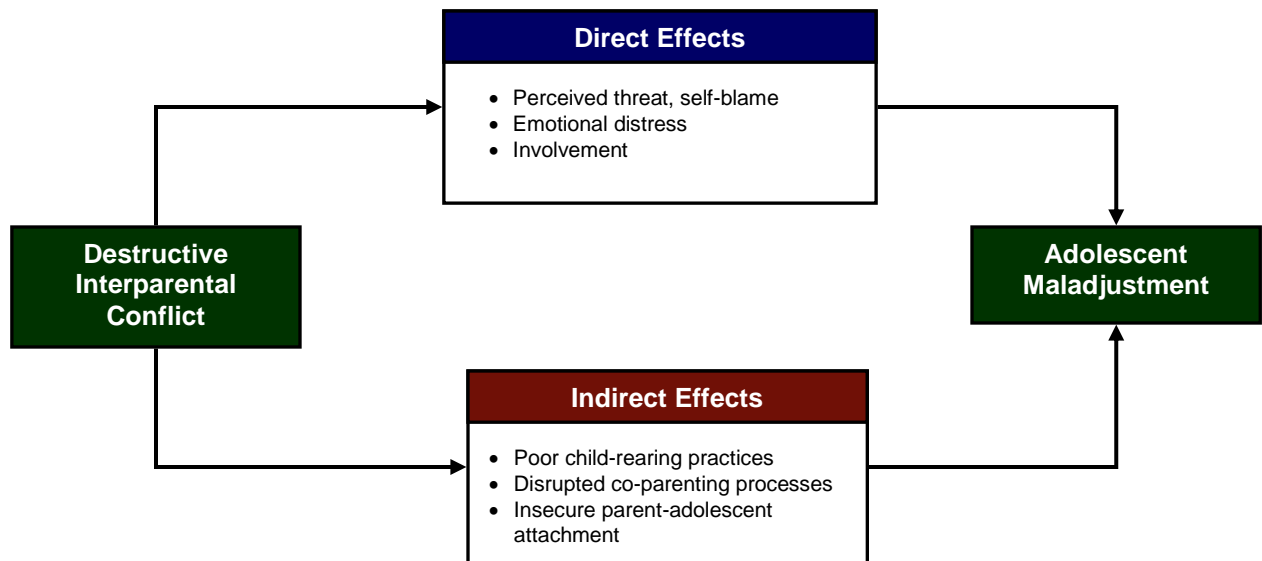 Direct Effects
• Perceived threat, self-blame
• Emotional distress
• Involvement
Destructive
Interparental
Conflict
Adolescent
Maladjustment
Indirect Effects
• Poor child-rearing practices
• Disrupted co-parenting processes
• Insecure parent-adolescent
attachment